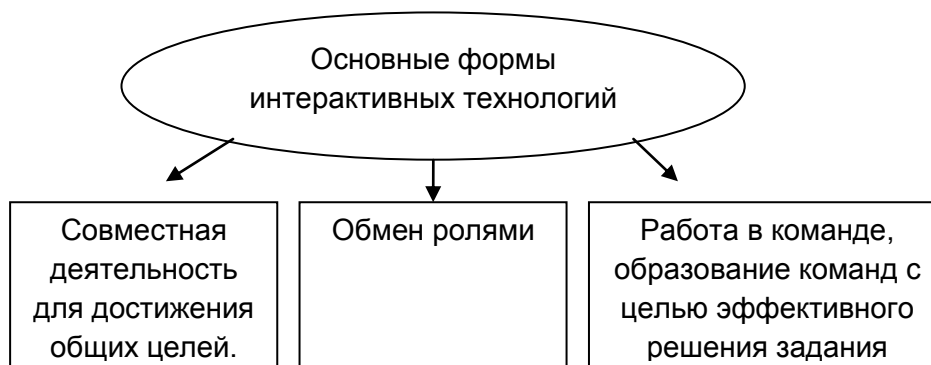 Основные формы
интерактивных технологий
Совместная
деятельность
для достижения
общих целей.
Обмен ролями
Работа в команде,
образование команд с
целью эффективного
решения задания